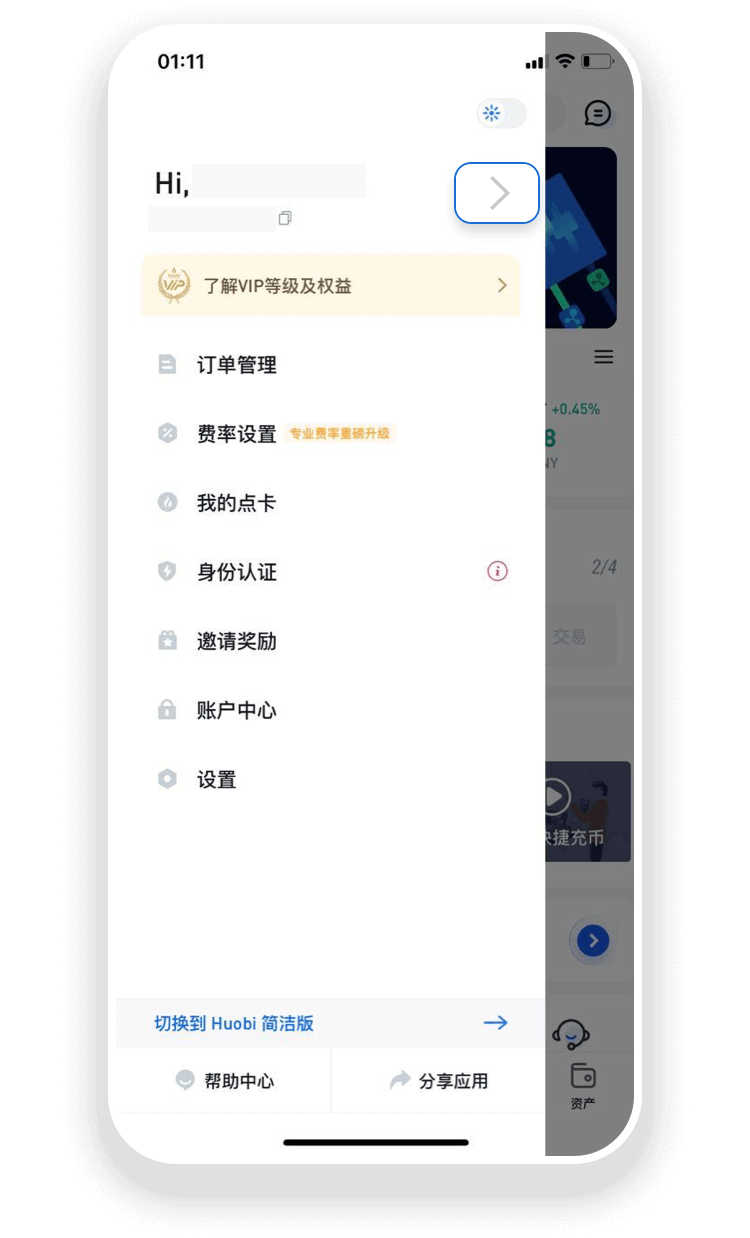 01:11
Hi,
VIP
了解VIP等级及权益
订单管理
费率设置 专业费率重磅升级
+0.45%
8
NY
我的点卡
2/4
身份认证
交易
邀请奖励
账户中心
设置
快捷充币
切换到 Huobi 简洁版
帮助中心
分享应用
资产